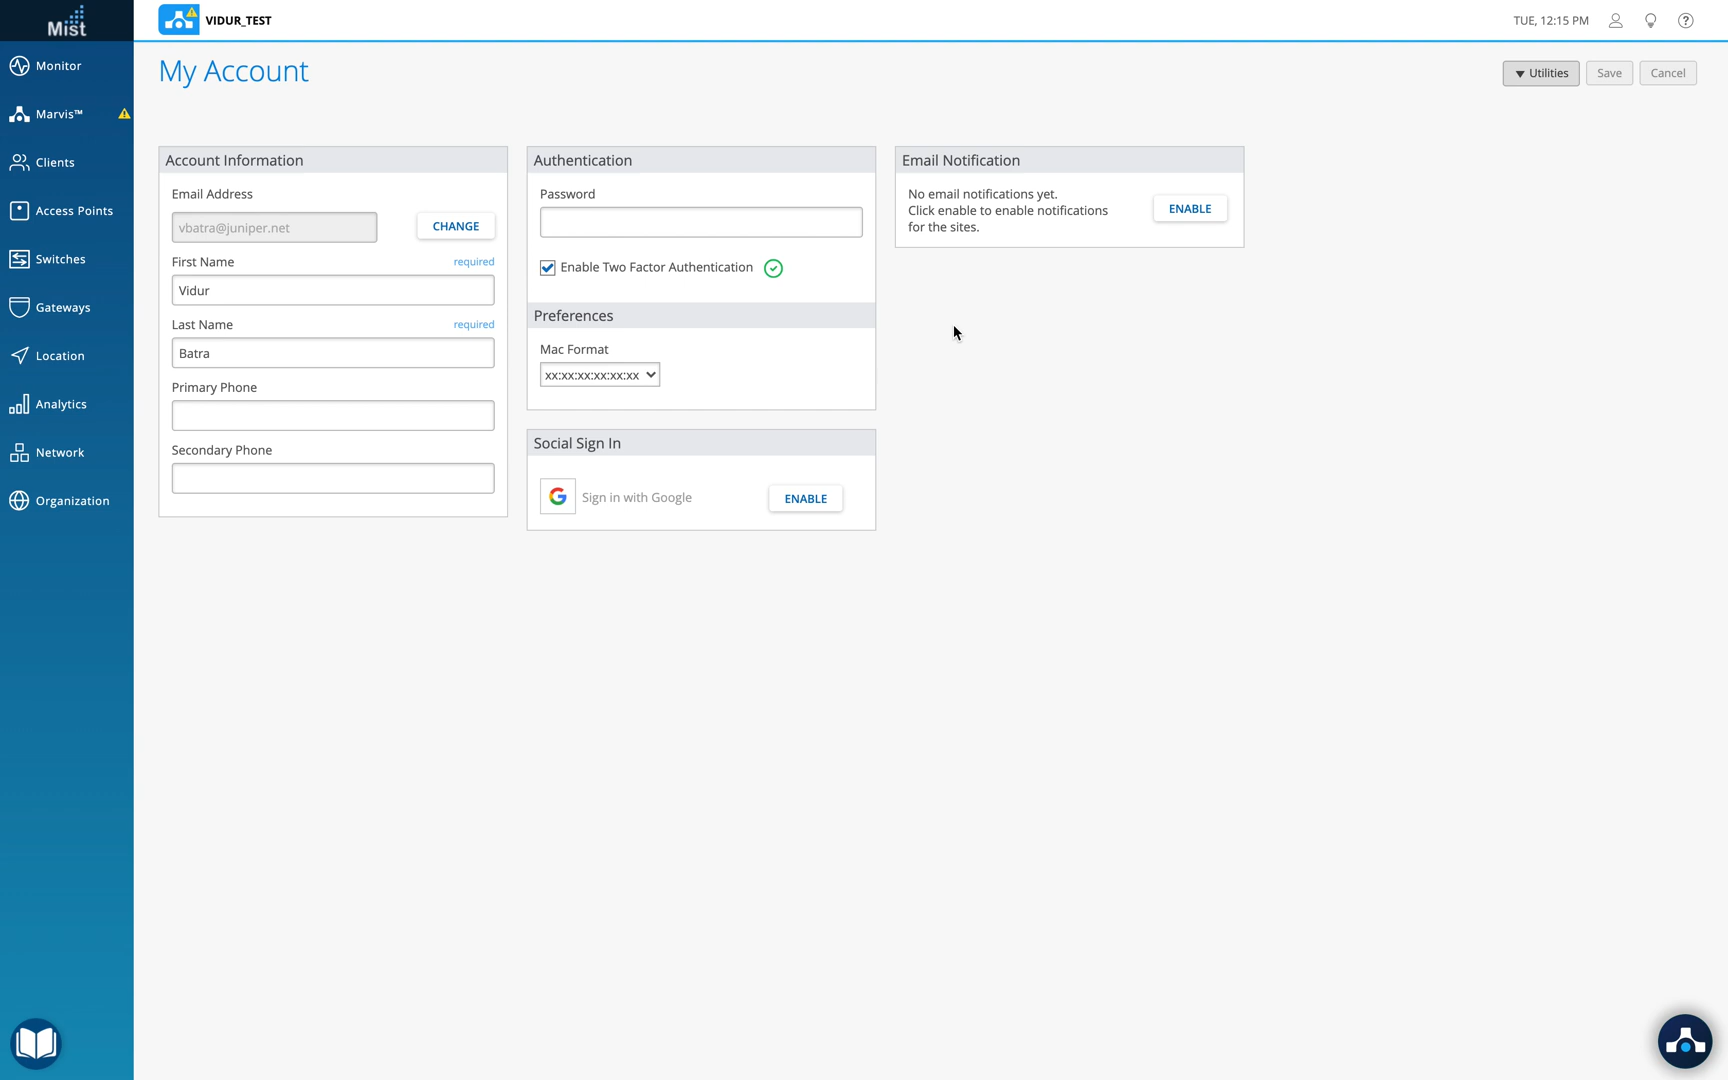 Mist
VIDUR_TEST
TUE, 12:15 PM
Monitor
Marvis™
Clients
Access Points
Switches
Gateways
Location
Analytics
Network
Organization
My Account
Utilities
Save
Cancel
Account Information
Email Address
vbatra@juniper.net
CHANGE
First Name
required
Vidur
Last Name
required
Batra
Primary Phone
Secondary Phone
Authentication
Password
Enable Two Factor Authentication
Preferences
Mac Format
xx:xx:xx:xx:xx:xx
Social Sign In
Sign in with Google
ENABLE
Email Notification
No email notifications yet.
Click enable to enable notifications
for the sites.
ENABLE